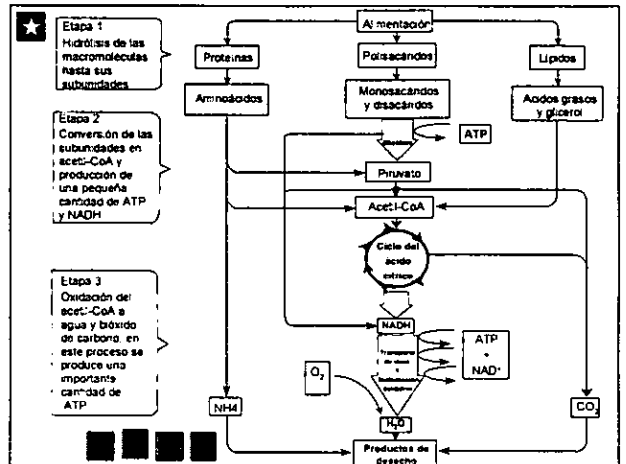 Etapa 1
Hidrólisis de las
macromoléculas
hasta sus
subunidades
Etapa 2
Conversión de las
subunidades en
acetil-CoA y
producción de
una pequeña
cantidad de ATP
y NADH
Etapa 3
Oxidación del
acetil-CoA a
agua y bióxido
de carbono, en
este proceso se
produce una
importante
cantidad de
ATP
Alimentación
Proteínas
Polisacáridos
Lípidos
Aminoácidos
Monosacáridos
y disacáridos
Ácidos grasos
y glicerol
ATP
Piruvato
Acetil-CoA
Ciclo del
ácido
cítrico
NADH
ATP
+
NAD+
O2
H2O
NH4
CO2
Productos de
desecho